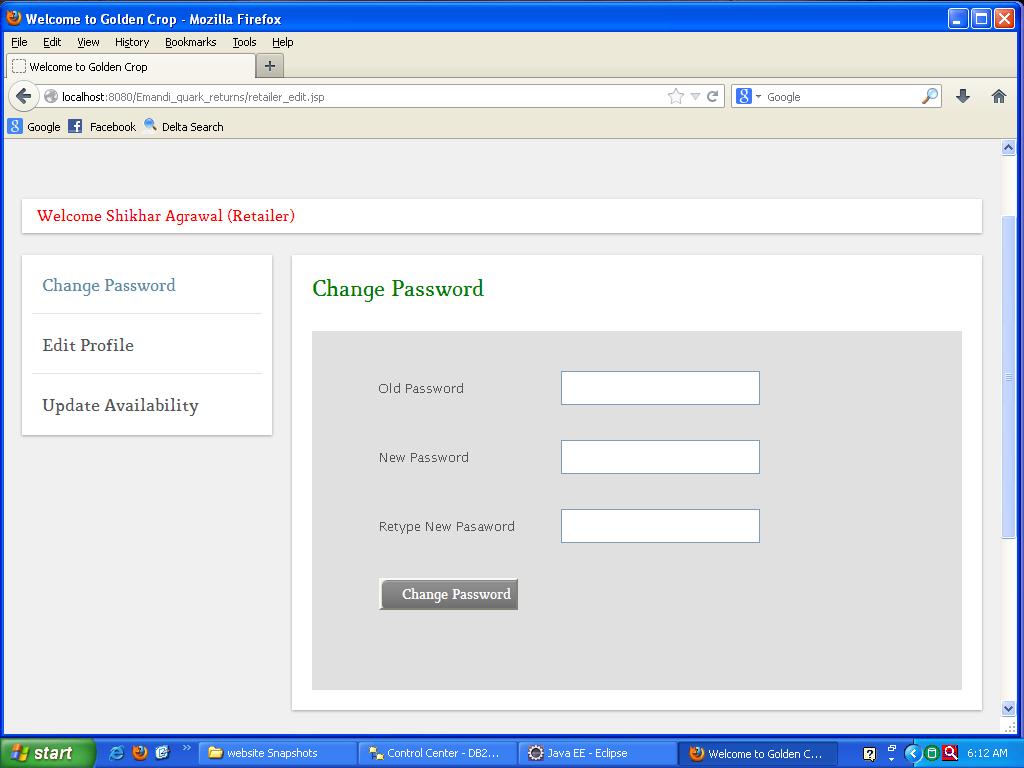 Welcome to Golden Crop - Mozilla Firefox
File Edit View History Bookmarks Tools Help
Welcome to Golden Crop
localhost:8080/Emandi_quark_returns/retailer_edit.jsp
Google
Google Facebook Delta Search
Welcome Shikhar Agrawal (Retailer)
Change Password
Edit Profile
Update Availability
Change Password
Old Password
New Password
Retype New Pasaword
Change Password
start
website Snapshots
Control Center - DB2...
Java EE - Eclipse
Welcome to Golden C...
6:12 AM